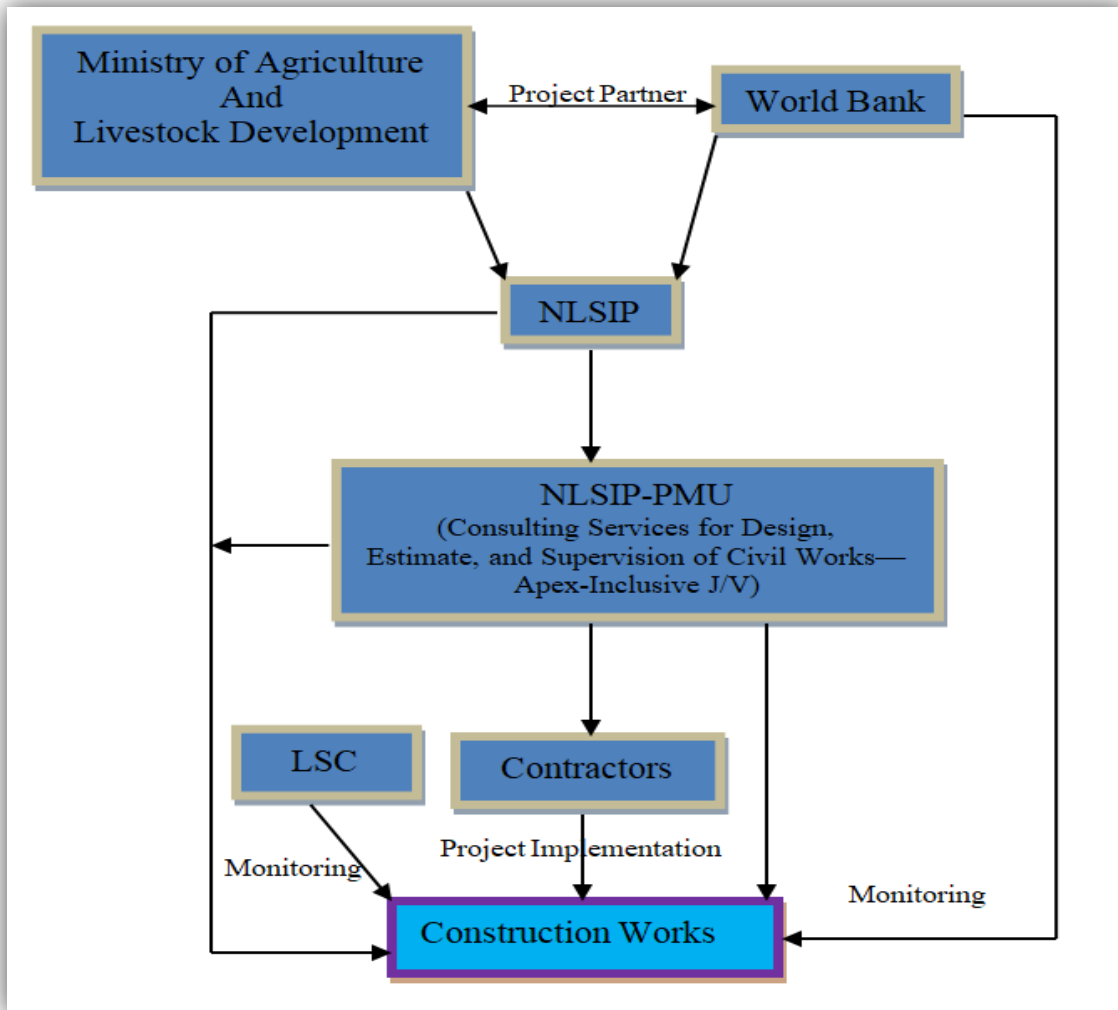 Ministry of Agriculture
And
Livestock Development
Project Partner
World Bank
NLSIP
NLSIP-PMU
(Consulting Services for Design,
Estimate, and Supervision of Civil Works—
Apex-Inclusive J/V)
LSC
Contractors
Monitoring
Project Implementation
Monitoring
Construction Works